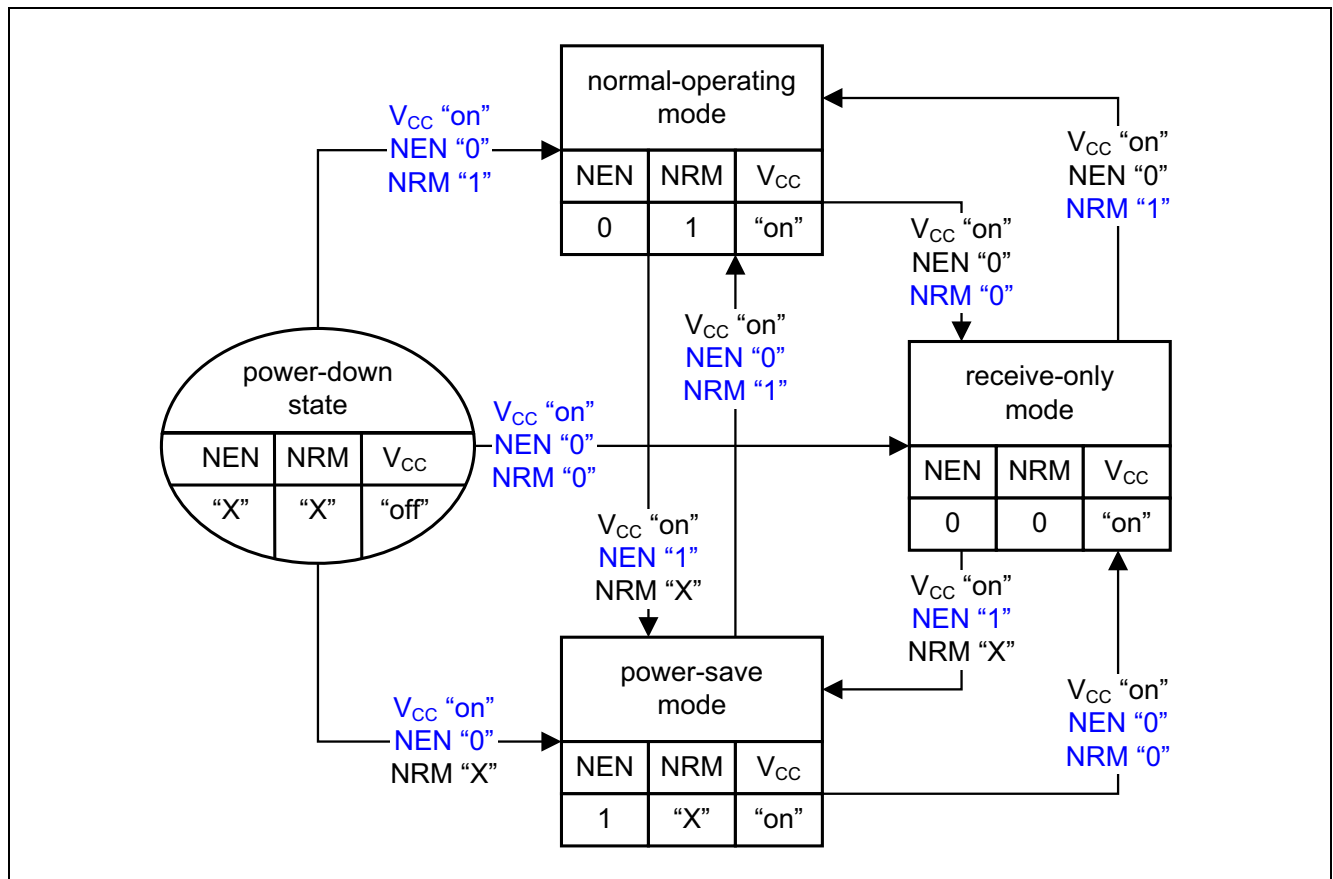 normal-operating
mode
NEN NRM VCC
0 1 “on”
VCC “on”
NEN “0”
NRM “1”
VCC “on”
NEN “0”
NRM “1”
VCC “on”
NEN “0”
NRM “0”
VCC “on”
NEN “0”
NRM “1”
power-down
state
NEN NRM VCC
“X” “X” “off”
VCC “on”
NEN “0”
NRM “0”
receive-only
mode
NEN NRM VCC
0 0 “on”
VCC “on”
NEN “1”
NRM “X”
VCC “on”
NEN “1”
NRM “X”
VCC “on”
NEN “0”
NRM “X”
power-save
mode
NEN NRM VCC
1 “X” “on”
VCC “on”
NEN “0”
NRM “0”